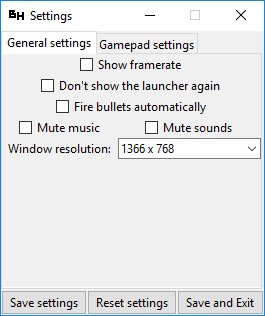 BH Settings
General settings Gamepad settings
Show framerate
Don't show the launcher again
Fire bullets automatically
Mute music Mute sounds
Window resolution: 1366 x 768
Save settings Reset settings Save and Exit